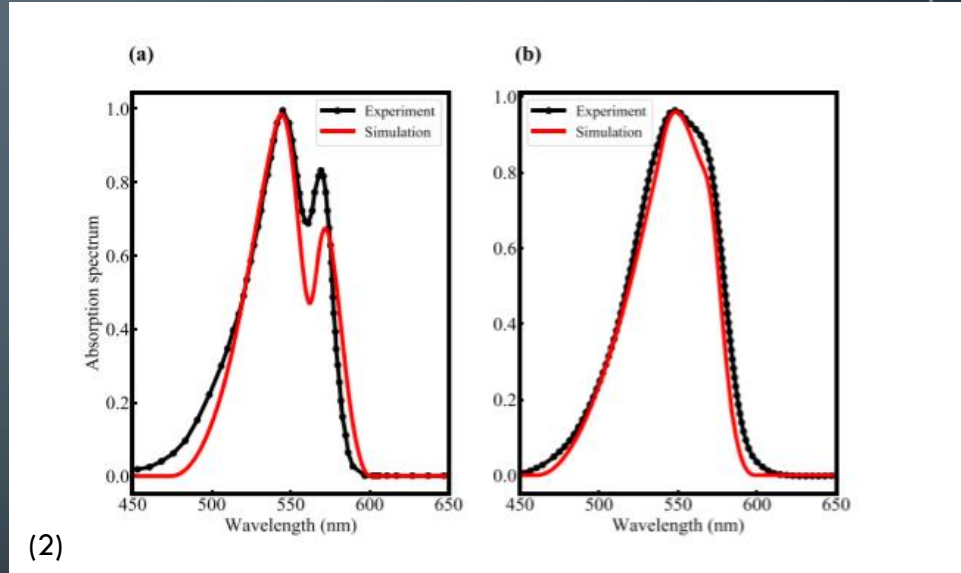 (a)
(b)
Experiment
Simulation
Experiment
Simulation
Absorption spectrum
1.0
0.8
0.6
0.4
0.2
0.0
450 500 550 600 650
Wavelength (nm)
1.0
0.8
0.6
0.4
0.2
0.0
450 500 550 600 650
Wavelength (nm)
(2)